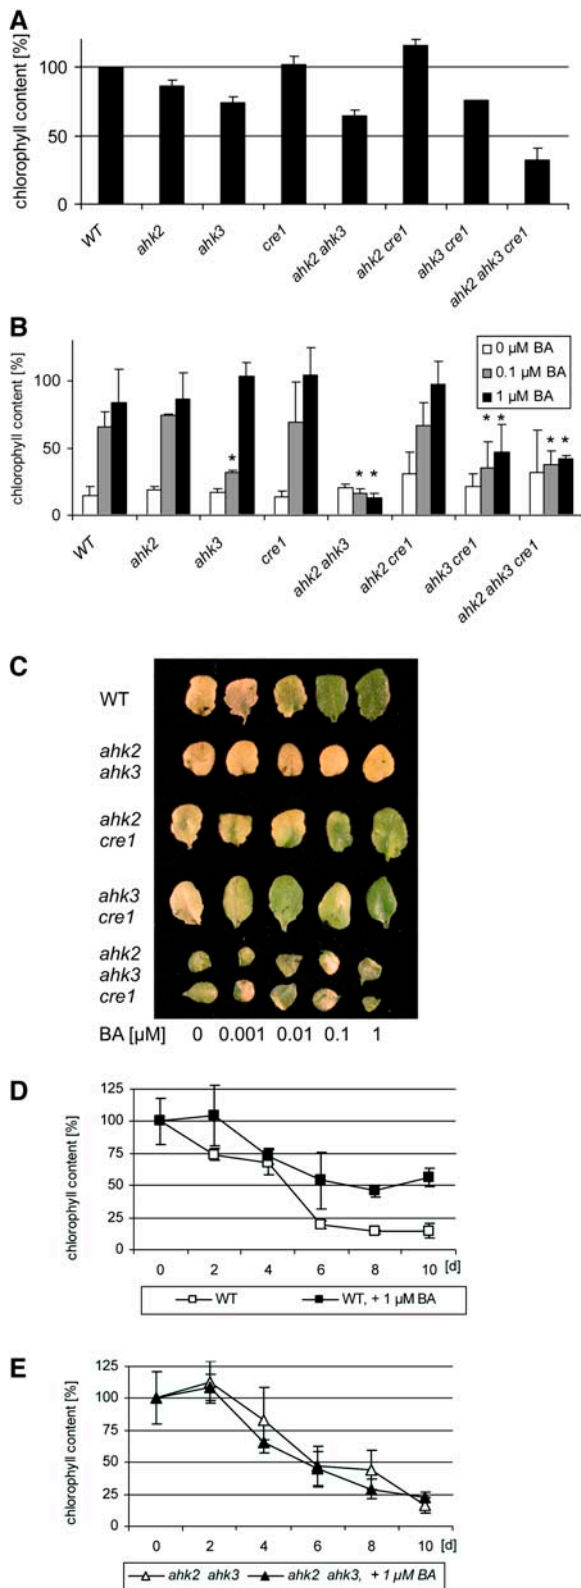 A
chlorophyll content [%]
100
50
0
WT ahk2 ahk3 cre1 ahk2 ahk3 ahk2 cre1 ahk3 cre1 ahk2 ahk3 cre1
B
chlorophyll content [%]
100
50
0
0 µM BA
0.1 µM BA
1 µM BA
* * * * * * *
WT ahk2 ahk3 cre1 ahk2 ahk3 ahk2 cre1 ahk3 cre1 ahk2 ahk3 cre1
C
WT
ahk2
ahk3
ahk2
cre1
ahk3
cre1
ahk2
ahk3
cre1
BA [µM] 0 0.001 0.01 0.1 1
D
chlorophyll content [%]
125
100
75
50
25
0
0 2 4 6 8 10 [d]
WT WT, + 1 µM BA
E
chlorophyll content [%]
125
100
75
50
25
0
0 2 4 6 8 10 [d]
ahk2 ahk3 ahk2 ahk3, + 1 µM BA